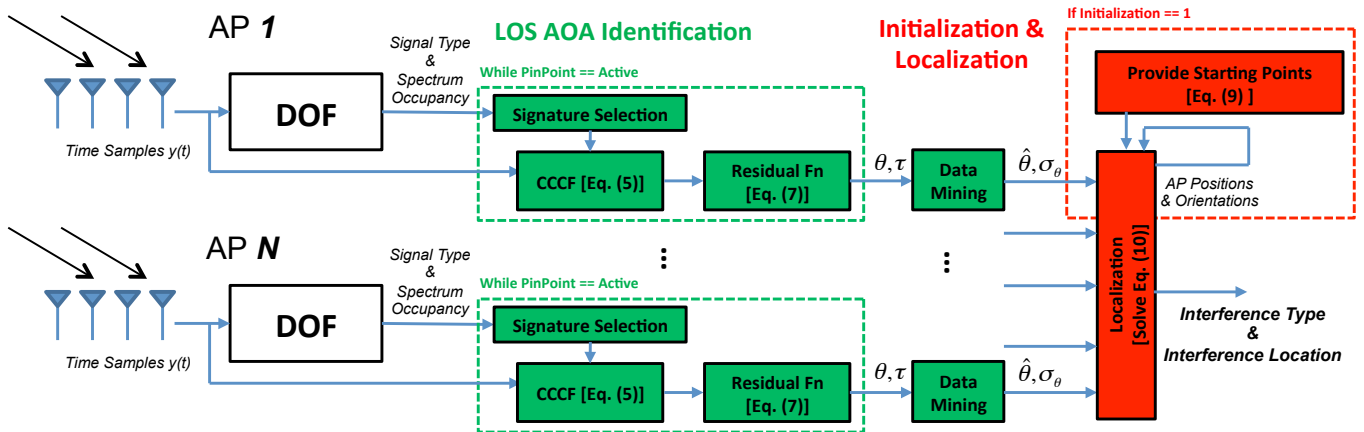 AP 1
Signal Type
&
Spectrum
Occupancy
LOS AOA Identification
Initialization &
Localization
If Initialization == 1
While PinPoint == Active
Provide Starting Points
[Eq. (9) ]
DOF
Signature Selection
Time Samples y(t)
CCCF [Eq. (5)]
Residual Fn
[Eq. (7)]
θ,τ
Data
Mining
θ̂,σ_θ
AP Positions
& Orientations
Localization
[Solve Eq. (10)]
AP N
Signal Type
&
Spectrum
Occupancy
...
...
While PinPoint == Active
DOF
Signature Selection
Interference Type
&
Interference Location
Time Samples y(t)
CCCF [Eq. (5)]
Residual Fn
[Eq. (7)]
θ,τ
Data
Mining
θ̂,σ_θ